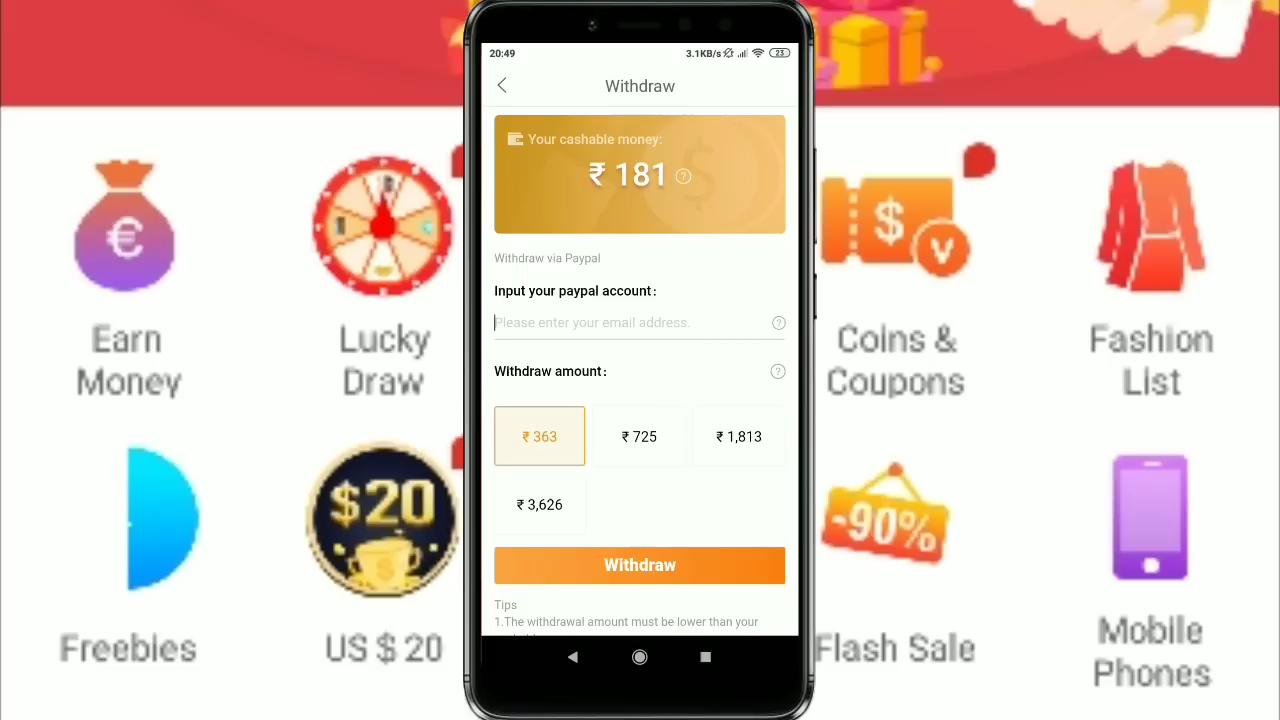 20:49
3.1KB/s
23
Withdraw
Your cashable money:
₹ 181
?
Withdraw via Paypal
Input your paypal account:
Please enter your email address.
?
Withdraw amount:
?
₹ 363
₹ 725
₹ 1,813
₹ 3,626
Withdraw
Tips
1.The withdrawal amount must be lower than your
€
Earn
Money
Lucky
Draw
$
V
Coins &
Coupons
Fashion
List
Freebies
$20
$
US $ 20
-90%
Flash Sale
Mobile
Phones